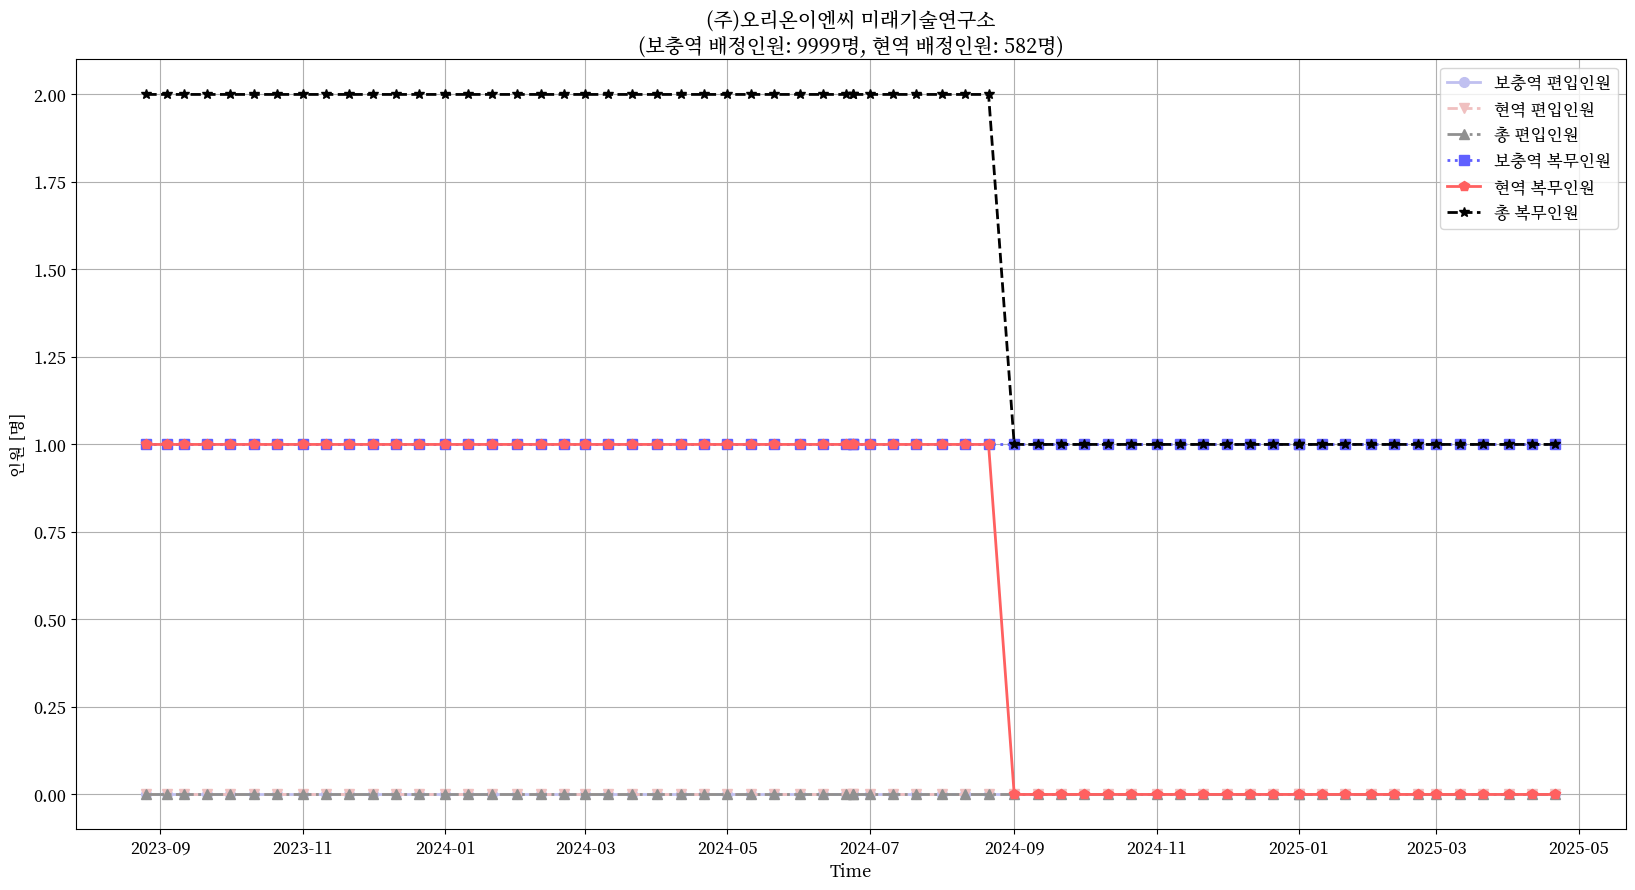 (주)오리온이엔씨 미래기술연구소
(보충역 배정인원: 9999명, 현역 배정인원: 582명)
보충역 편입인원
현역 편입인원
총 편입인원
보충역 복무인원
현역 복무인원
총 복무인원
인원 [명]
2.00
1.75
1.50
1.25
1.00
0.75
0.50
0.25
0.00
2023-09
2023-11
2024-01
2024-03
2024-05
2024-07
2024-09
2024-11
2025-01
2025-03
2025-05
Time